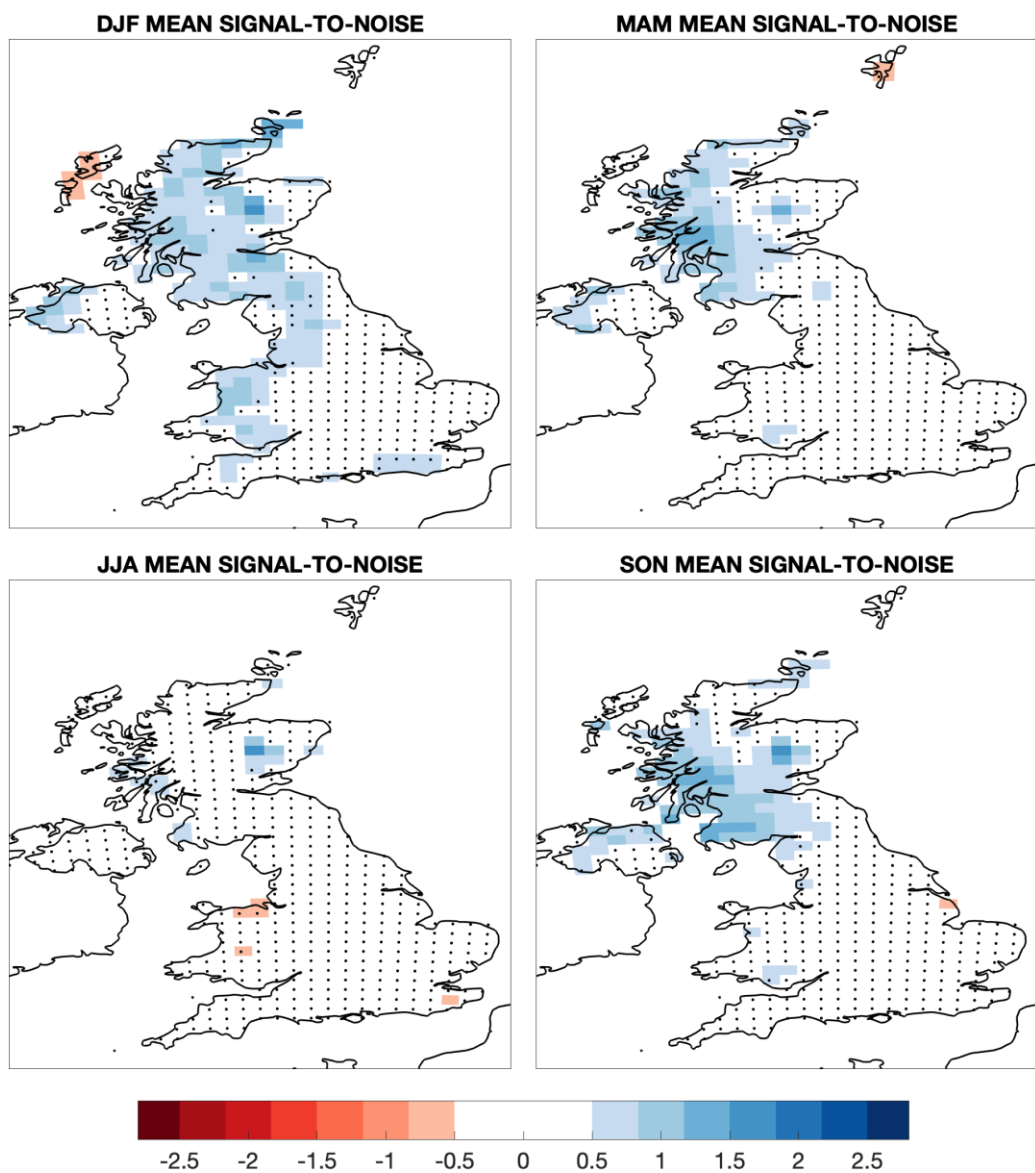 DJF MEAN SIGNAL-TO-NOISE
MAM MEAN SIGNAL-TO-NOISE
JJA MEAN SIGNAL-TO-NOISE
SON MEAN SIGNAL-TO-NOISE
-2.5 -2 -1.5 -1 -0.5 0 0.5 1 1.5 2 2.5